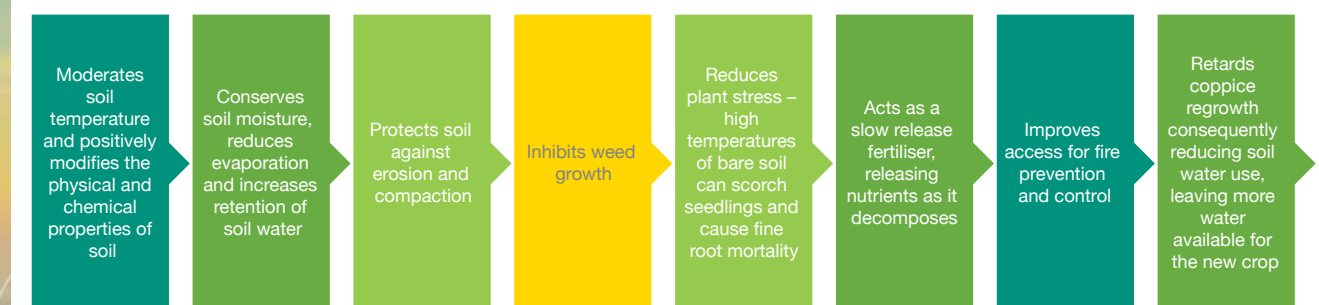 Moderates
soil
temperature
and positively
modifies the
physical and
chemical
properties of
soil
Conserves
soil moisture,
reduces
evaporation
and increases
retention of
soil water
Protects soil
against
erosion and
compaction
Inhibits weed
growth
Reduces
plant stress –
high
temperatures
of bare soil
can scorch
seedlings and
cause fine
root mortality
Acts as a
slow release
fertiliser,
releasing
nutrients as it
decomposes
Improves
access for fire
prevention
and control
Retards
coppice
regrowth
consequently
reducing soil
water use,
leaving more
water
available for
the new crop